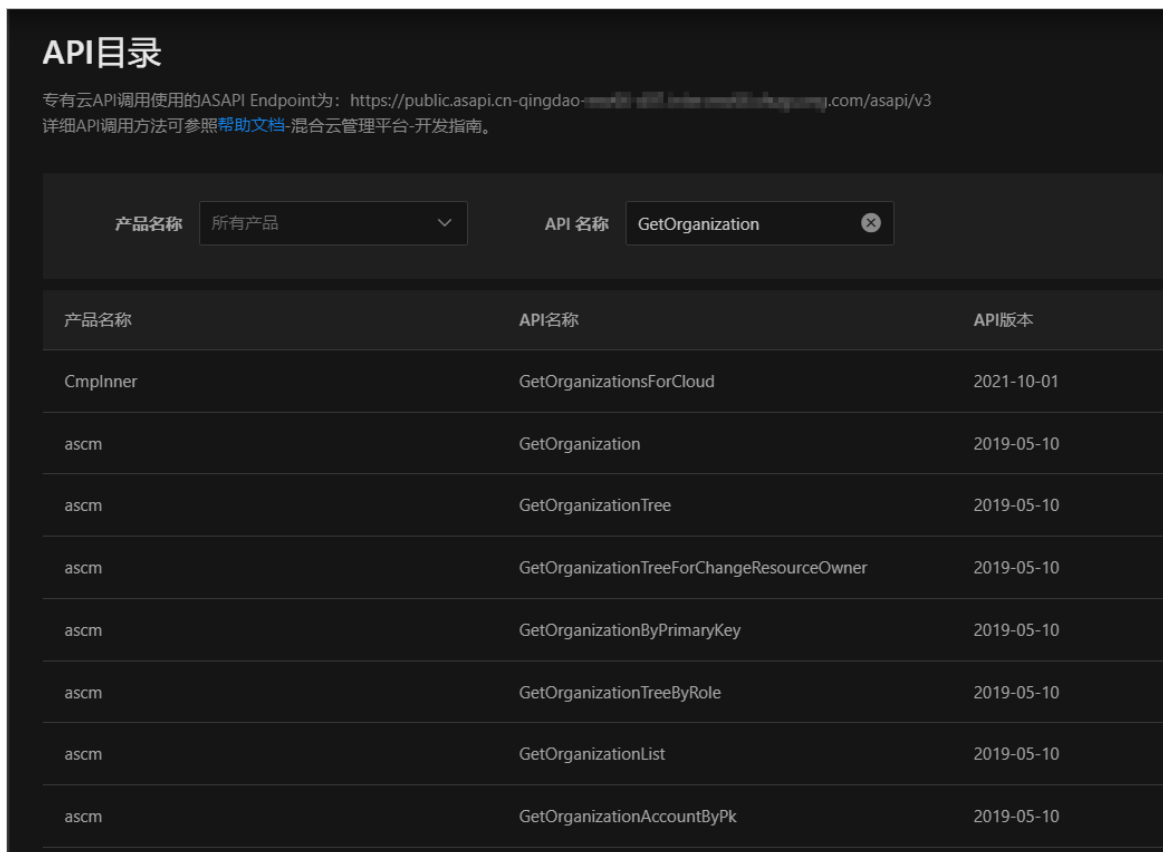 API目录
专有云API调用使用的ASAPI Endpoint为：https://public.asapi.cn-qingdao- .com/asapi/v3
详细API调用方法可参照帮助文档-混合云管理平台-开发指南。
产品名称 所有产品 API 名称 GetOrganization
产品名称 API名称 API版本
CmpInner GetOrganizationsForCloud 2021-10-01
ascm GetOrganization 2019-05-10
ascm GetOrganizationTree 2019-05-10
ascm GetOrganizationTreeForChangeResourceOwner 2019-05-10
ascm GetOrganizationByPrimaryKey 2019-05-10
ascm GetOrganizationTreeByRole 2019-05-10
ascm GetOrganizationList 2019-05-10
ascm GetOrganizationAccountByPk 2019-05-10